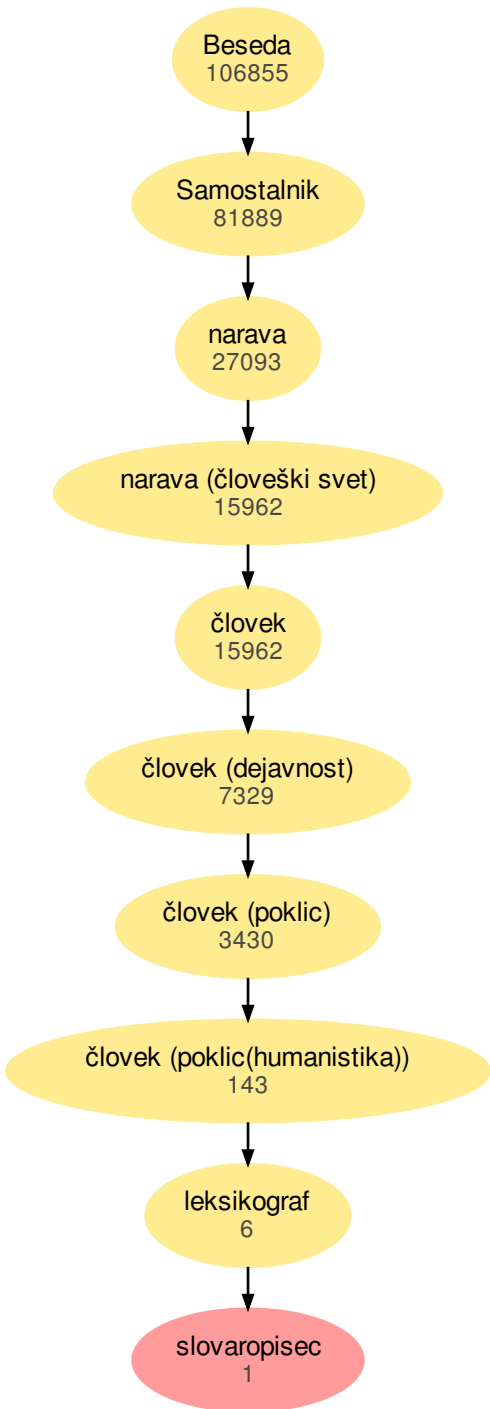 Beseda
106855
Samostalnik
81889
narava
27093
narava (človeški svet)
15962
človek
15962
človek (dejavnost)
7329
človek (poklic)
3430
človek (poklic(humanistika))
143
leksikograf
6
slovaropisec
1